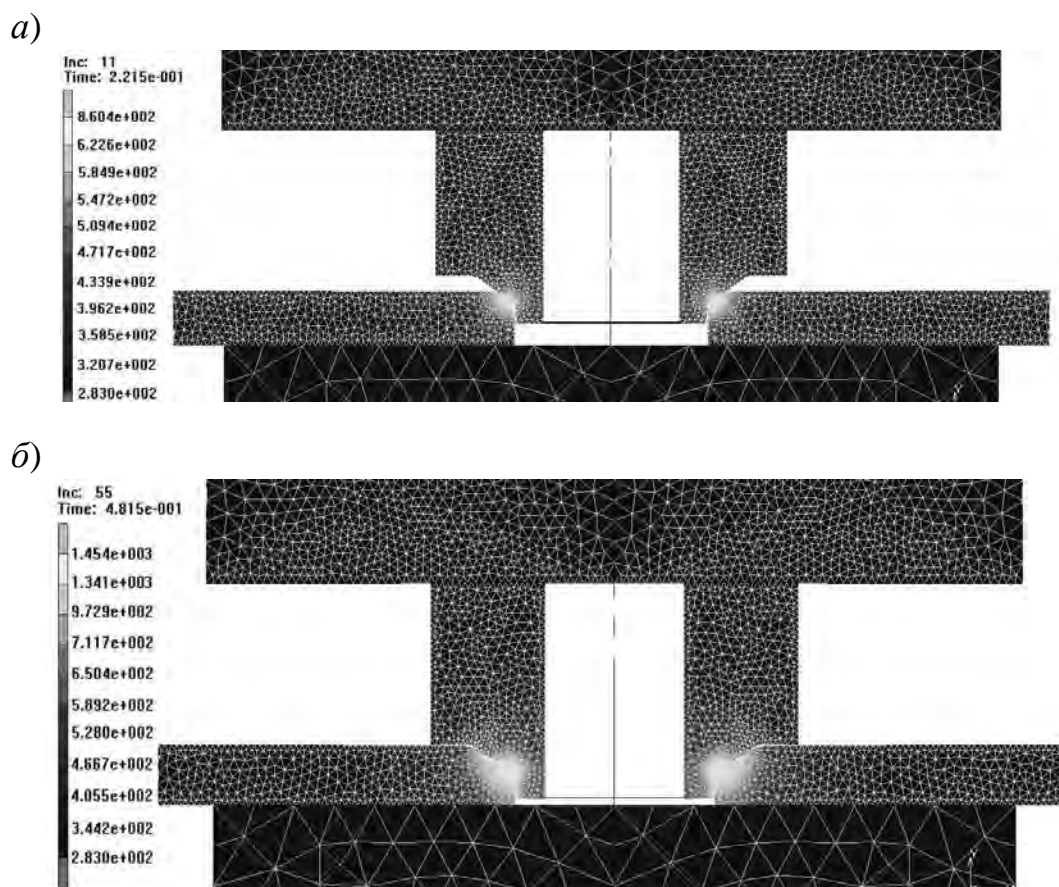 а)
Inc: 11
Time: 2.215e-001
8.604e+002
6.226e+002
5.849e+002
5.472e+002
5.094e+002
4.717e+002
4.339e+002
3.962e+002
3.585e+002
3.207e+002
2.830e+002
б)
Inc: 55
Time: 4.815e-001
1.454e+003
1.341e+003
9.729e+002
7.117e+002
6.504e+002
5.892e+002
5.280e+002
4.667e+002
4.055e+002
3.442e+002
2.830e+002